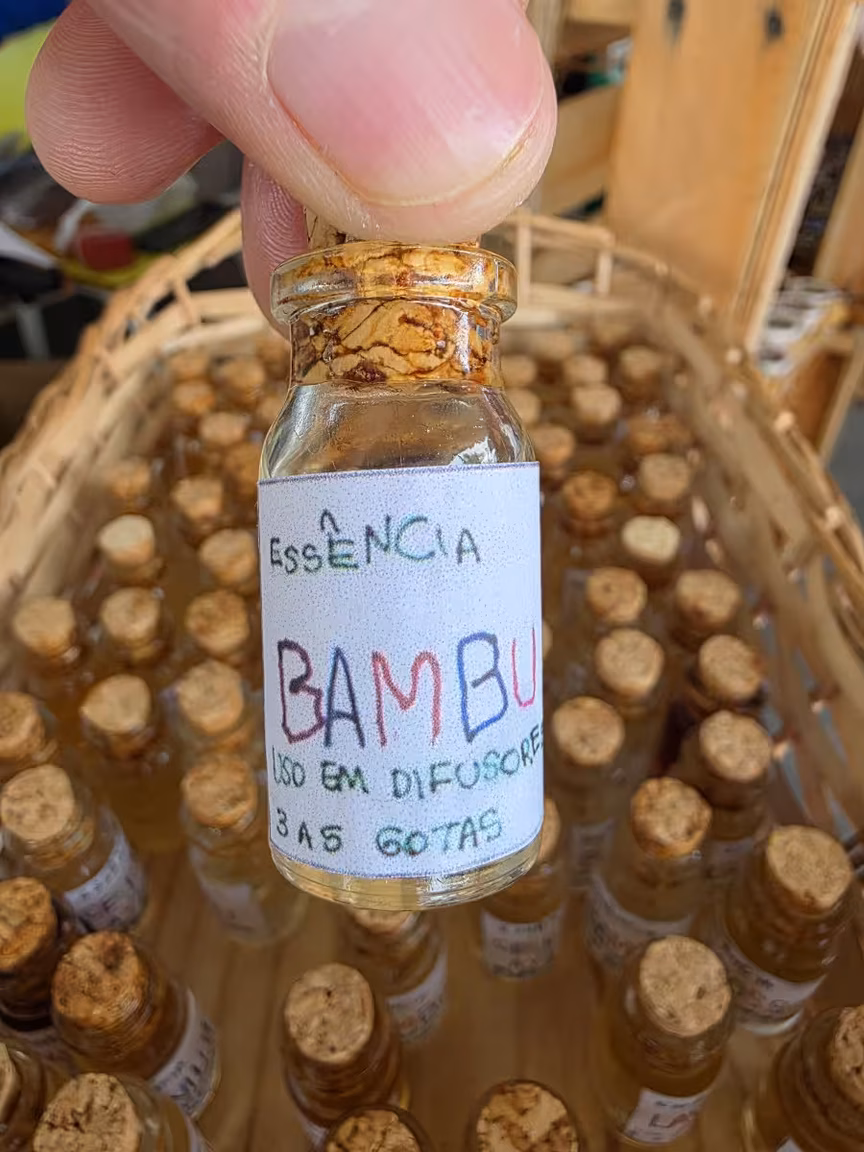 ESSÊNCIA
BAMBU
USO EM DIFUSORES
3 A 5 GOTAS